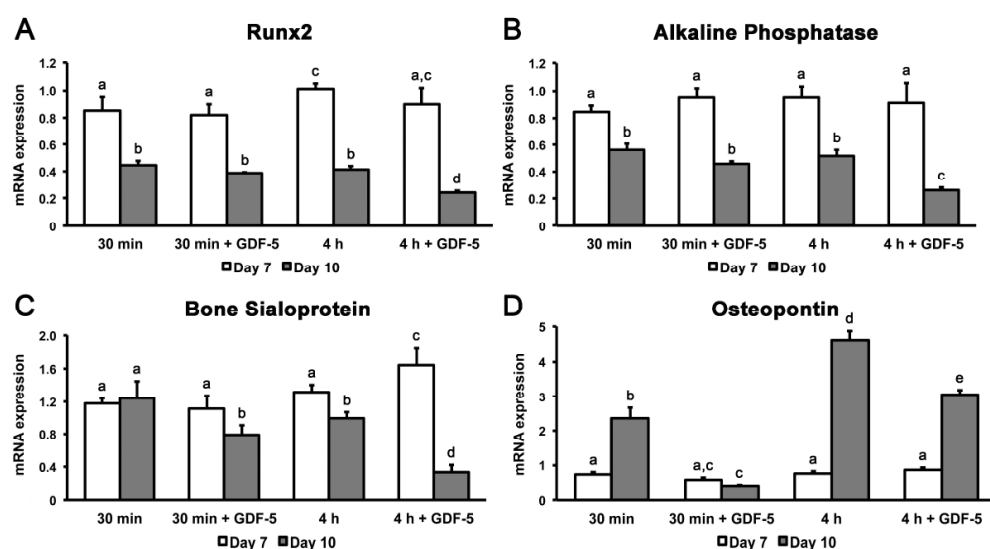 A
Runx2
mRNA expression
1.2
1.0
0.8
0.6
0.4
0.2
0
a
b
a
b
c
b
a,c
d
30 min
30 min + GDF-5
4 h
4 h + GDF-5
Day 7
Day 10
B
Alkaline Phosphatase
mRNA expression
1.2
1.0
0.8
0.6
0.4
0.2
0
a
b
a
b
a
b
a
c
30 min
30 min + GDF-5
4 h
4 h + GDF-5
Day 7
Day 10
C
Bone Sialoprotein
mRNA expression
2.0
1.6
1.2
0.8
0.4
0
a
a
a
b
a
b
c
d
30 min
30 min + GDF-5
4 h
4 h + GDF-5
Day 7
Day 10
D
Osteopontin
mRNA expression
5
4
3
2
1
0
a
b
a,c
c
a
d
a
e
30 min
30 min + GDF-5
4 h
4 h + GDF-5
Day 7
Day 10